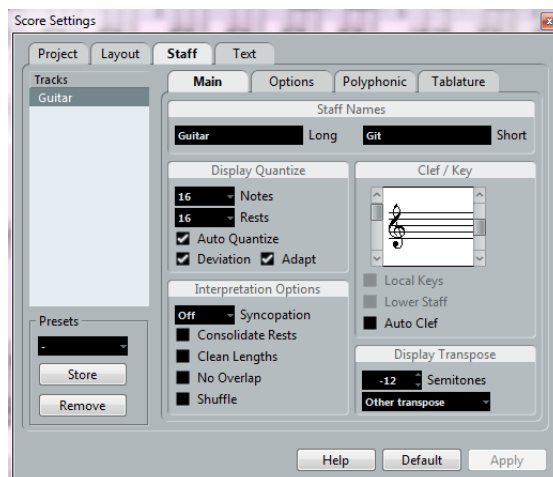 Score Settings
Project Layout Staff Text
Tracks
Guitar
Main Options Polyphonic Tablature
Staff Names
Guitar Long Git Short
Display Quantize
16 Notes
16 Rests
Auto Quantize
Deviation Adapt
Clef / Key
Local Keys
Lower Staff
Auto Clef
Interpretation Options
Off Syncopation
Consolidate Rests
Clean Lengths
No Overlap
Shuffle
Display Transpose
-12 Semitones
Other transpose
Presets
-
Store
Remove
Help Default Apply